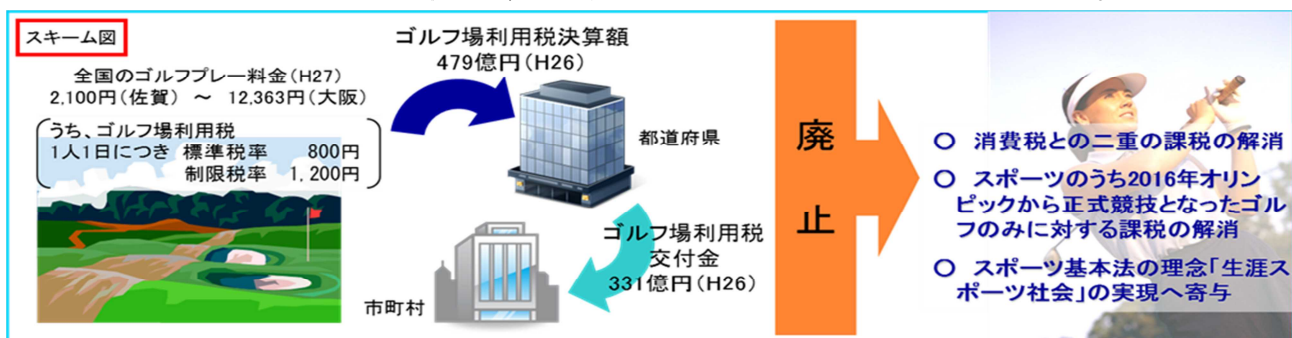 スキーム図
全国のゴルフプレー料金(H27)
2,100円(佐賀) ~ 12,363円(大阪)
うち、ゴルフ場利用税
1人1日につき 標準税率 800円
制限税率 1,200円
ゴルフ場利用税決算額
479億円(H26)
都道府県
ゴルフ場利用税
交付金
331億円(H26)
市町村
廃
止
○ 消費税との二重の課税の解消
○ スポーツのうち2016年オリン
ピックから正式競技となったゴル
フのみに対する課税の解消
○ スポーツ基本法の理念「生涯ス
ポーツ社会」の実現へ寄与